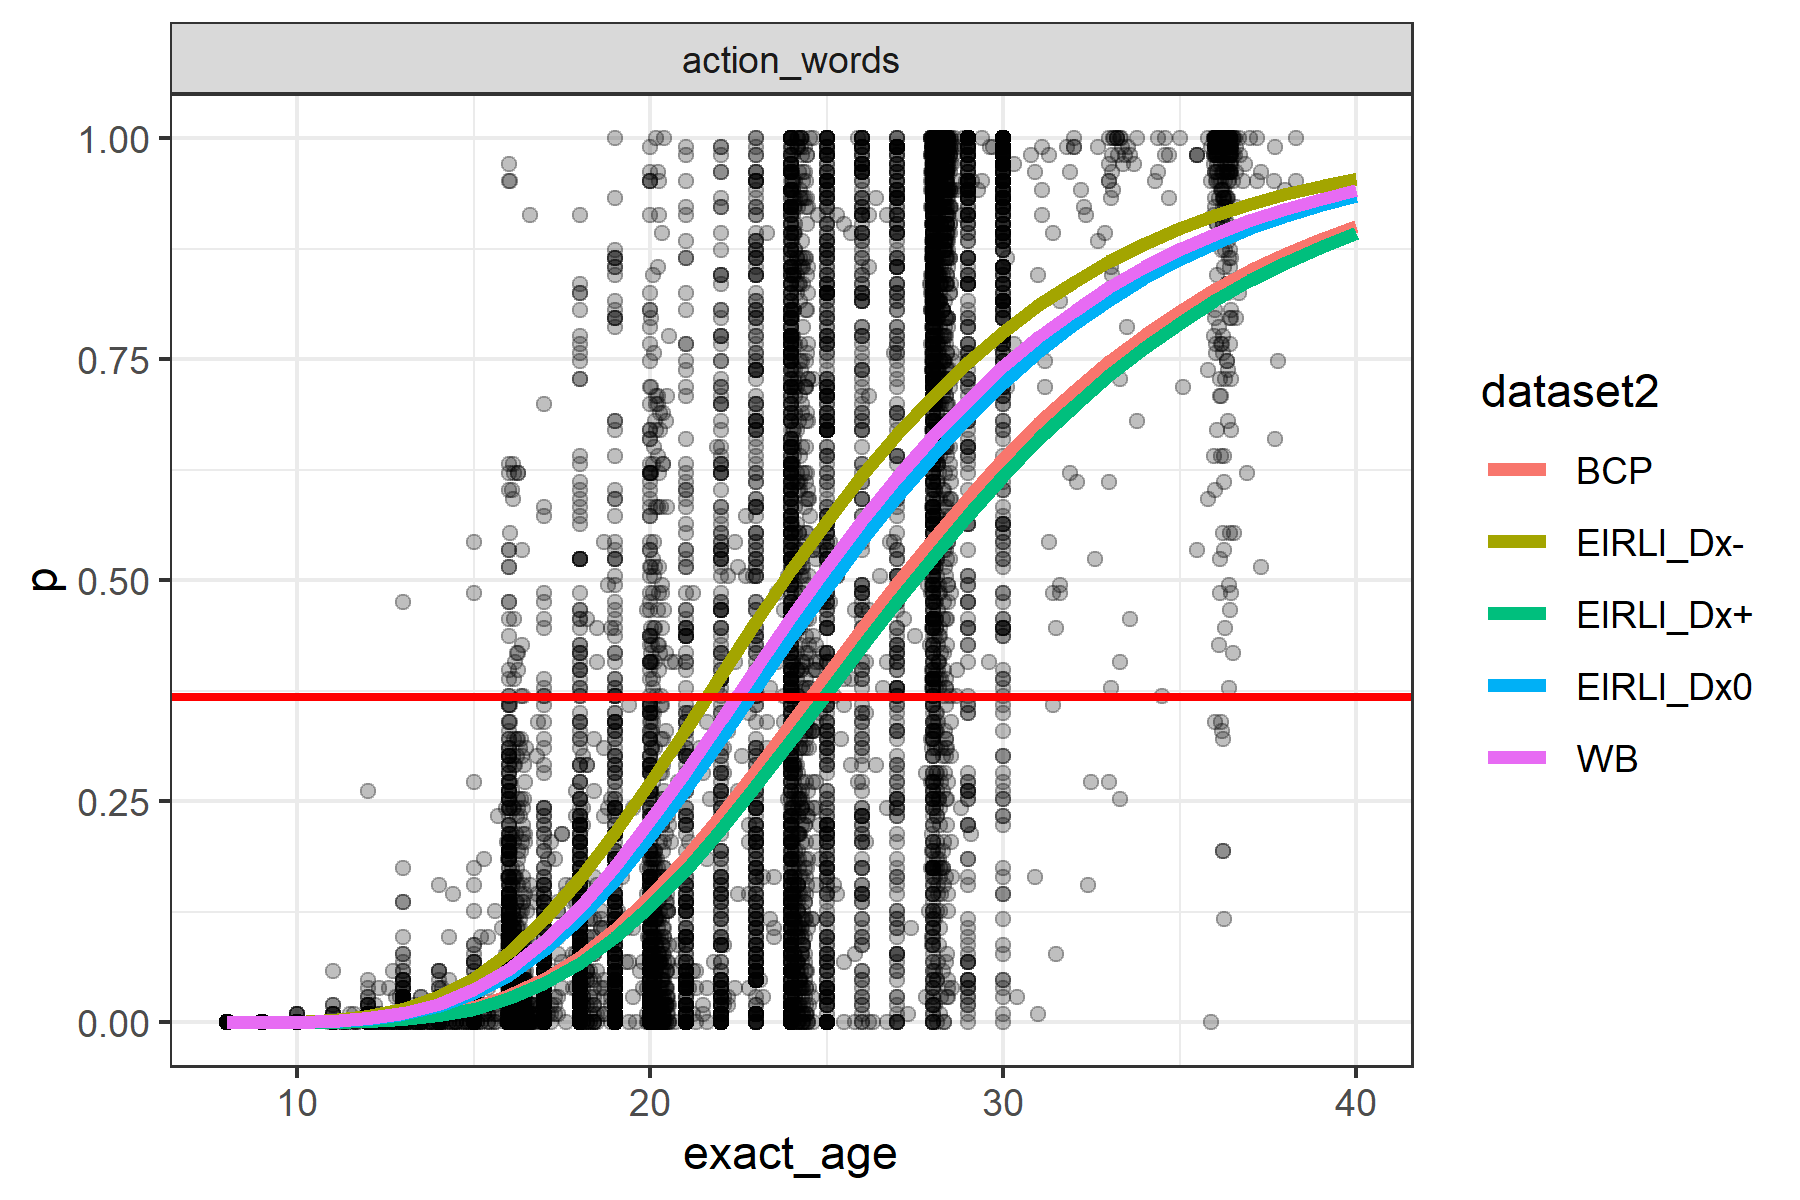 action_words
1.00
0.75
0.50
0.25
0.00
p
10 20 30 40
exact_age
dataset2
BCP
EIRLI_Dx-
EIRLI_Dx+
EIRLI_Dx0
WB